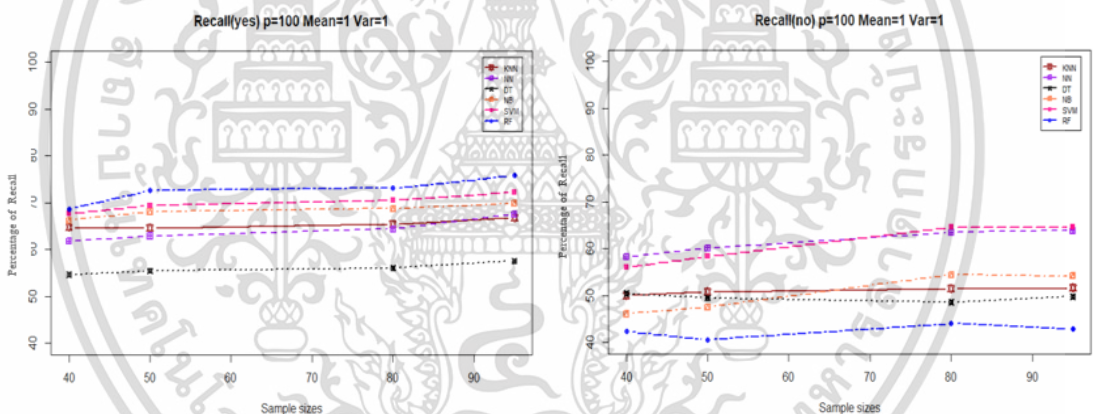 Recall(yes) p=100 Mean=1 Var=1
Percentage of Recall
100
90
80
70
60
50
40
KNN
NN
DT
NB
SVM
RF
40 50 60 70 80 90
Sample sizes
Recall(no) p=100 Mean=1 Var=1
Percentage of Recall
100
90
80
70
60
50
40
KNN
NN
DT
NB
SVM
RF
40 50 60 70 80 90
Sample sizes